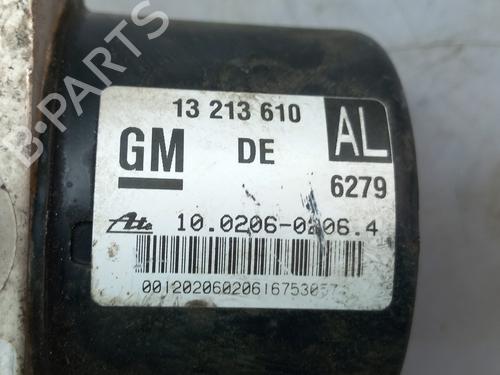 13 213 610
AL
GM
DE
6279
Ate
10.0206-0206.4
B-PARTS